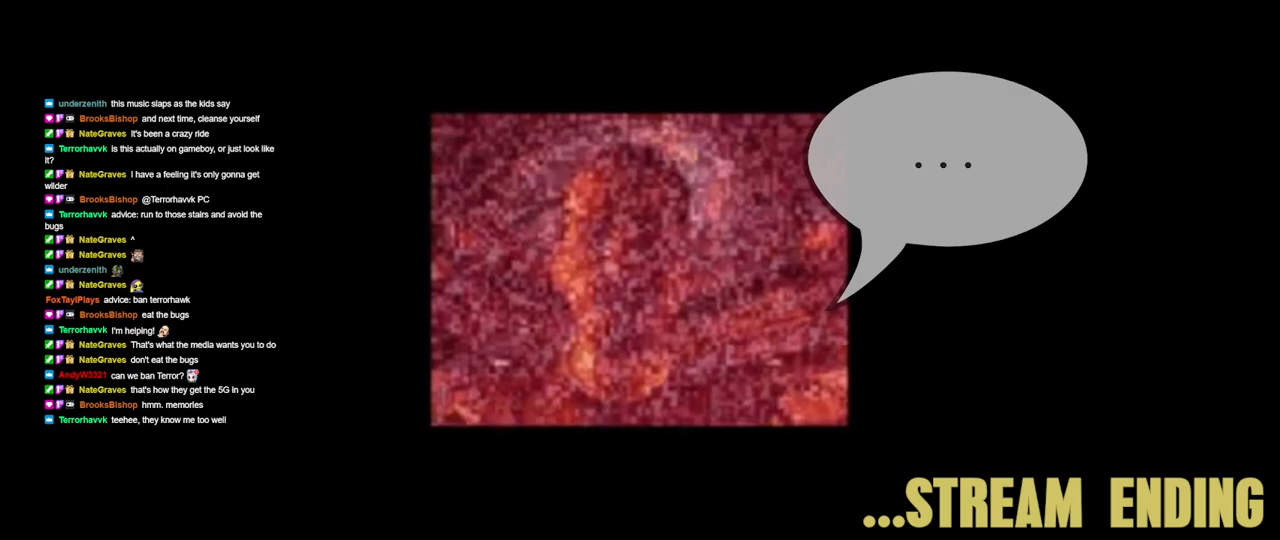 underzenith this music slaps as the kids say
BrooksBishop and next time, cleanse yourself
NateGraves It's been a crazy ride
Terrorhavvk is this actually on gameboy, or just look like
it?
NateGraves I have a feeling it's only gonna get
wilder
BrooksBishop @Terrorhavvk PC
Terrorhavvk advice: run to those stairs and avoid the
bugs
NateGraves ^
NateGraves
underzenith
NateGraves
FoxTaylPlays advice: ban terrorhawk
BrooksBishop eat the bugs
Terrorhavvk I'm helping!
NateGraves That's what the media wants you to do
NateGraves don't eat the bugs
AndyW3321 can we ban Terror?
NateGraves that's how they get the 5G in you
BrooksBishop hmm. memories
Terrorhavvk teehee, they know me too well
. . .
...STREAM ENDING